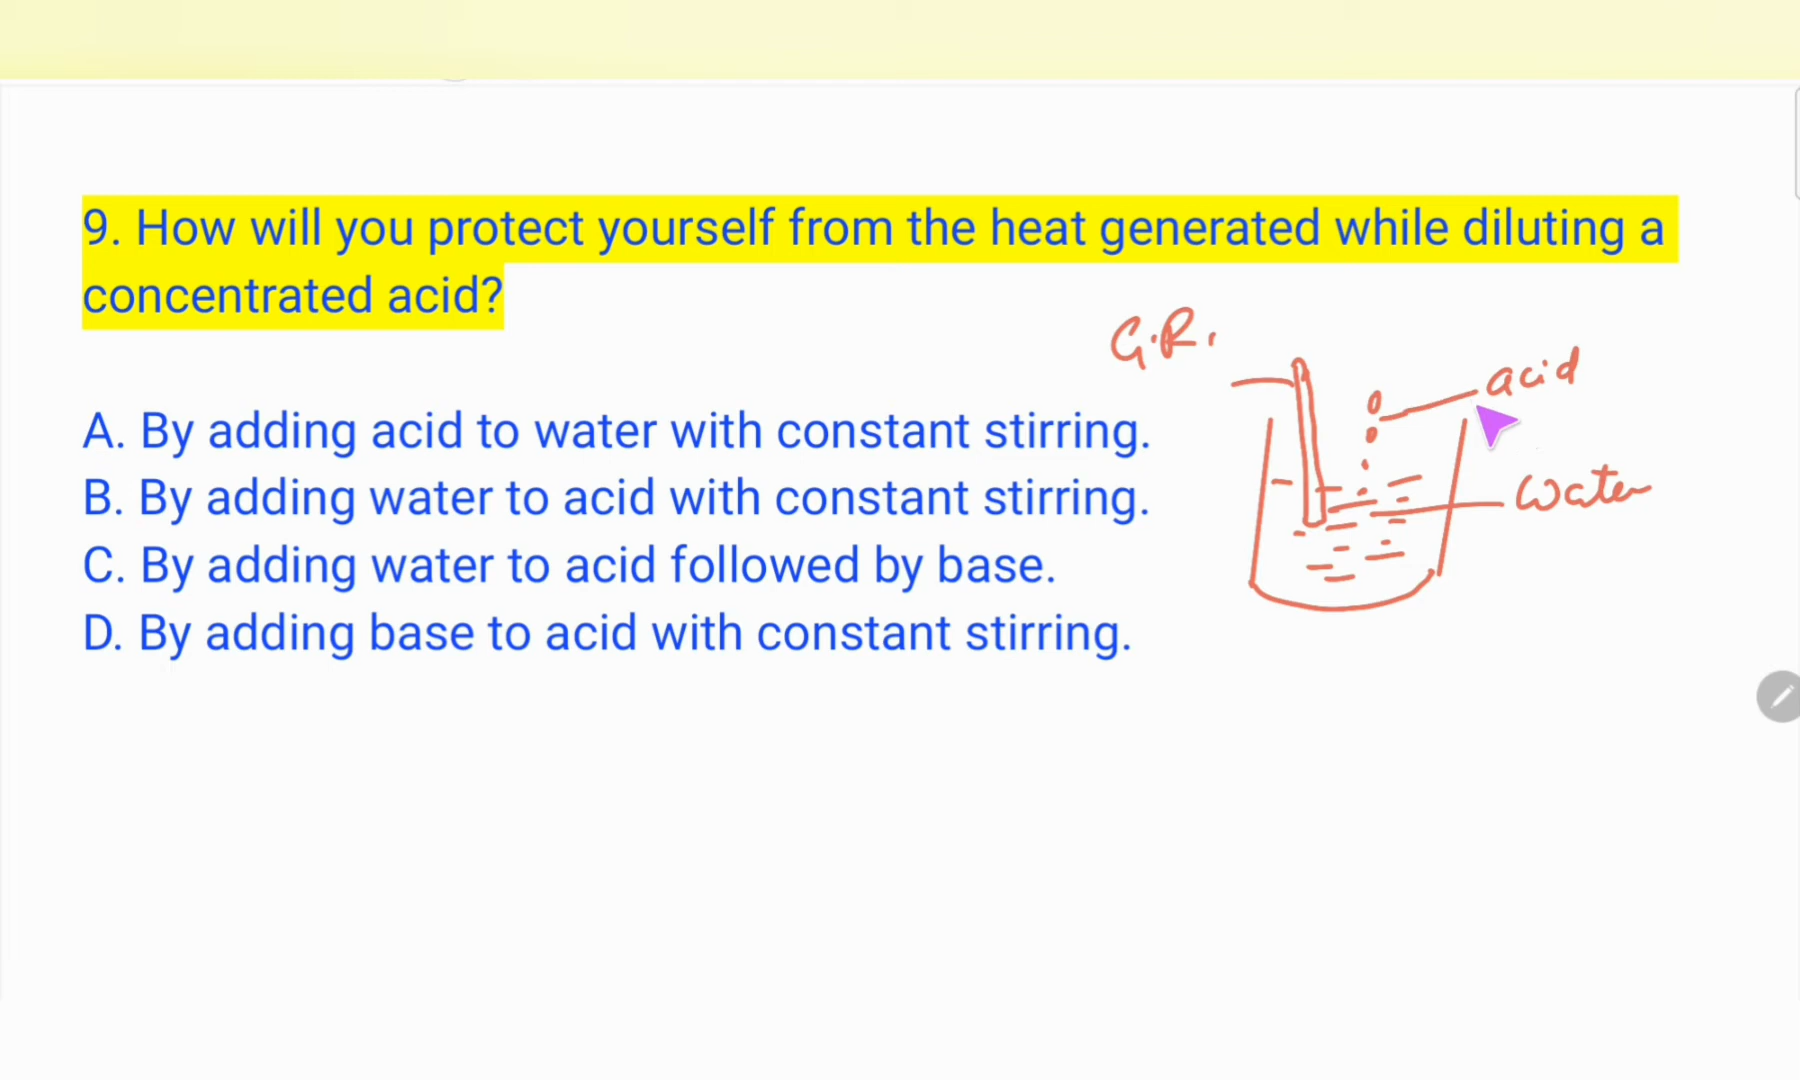 9. How will you protect yourself from the heat generated while diluting a
concentrated acid?
G.R.
acid
A. By adding acid to water with constant stirring.
B. By adding water to acid with constant stirring.
water
C. By adding water to acid followed by base.
D. By adding base to acid with constant stirring.